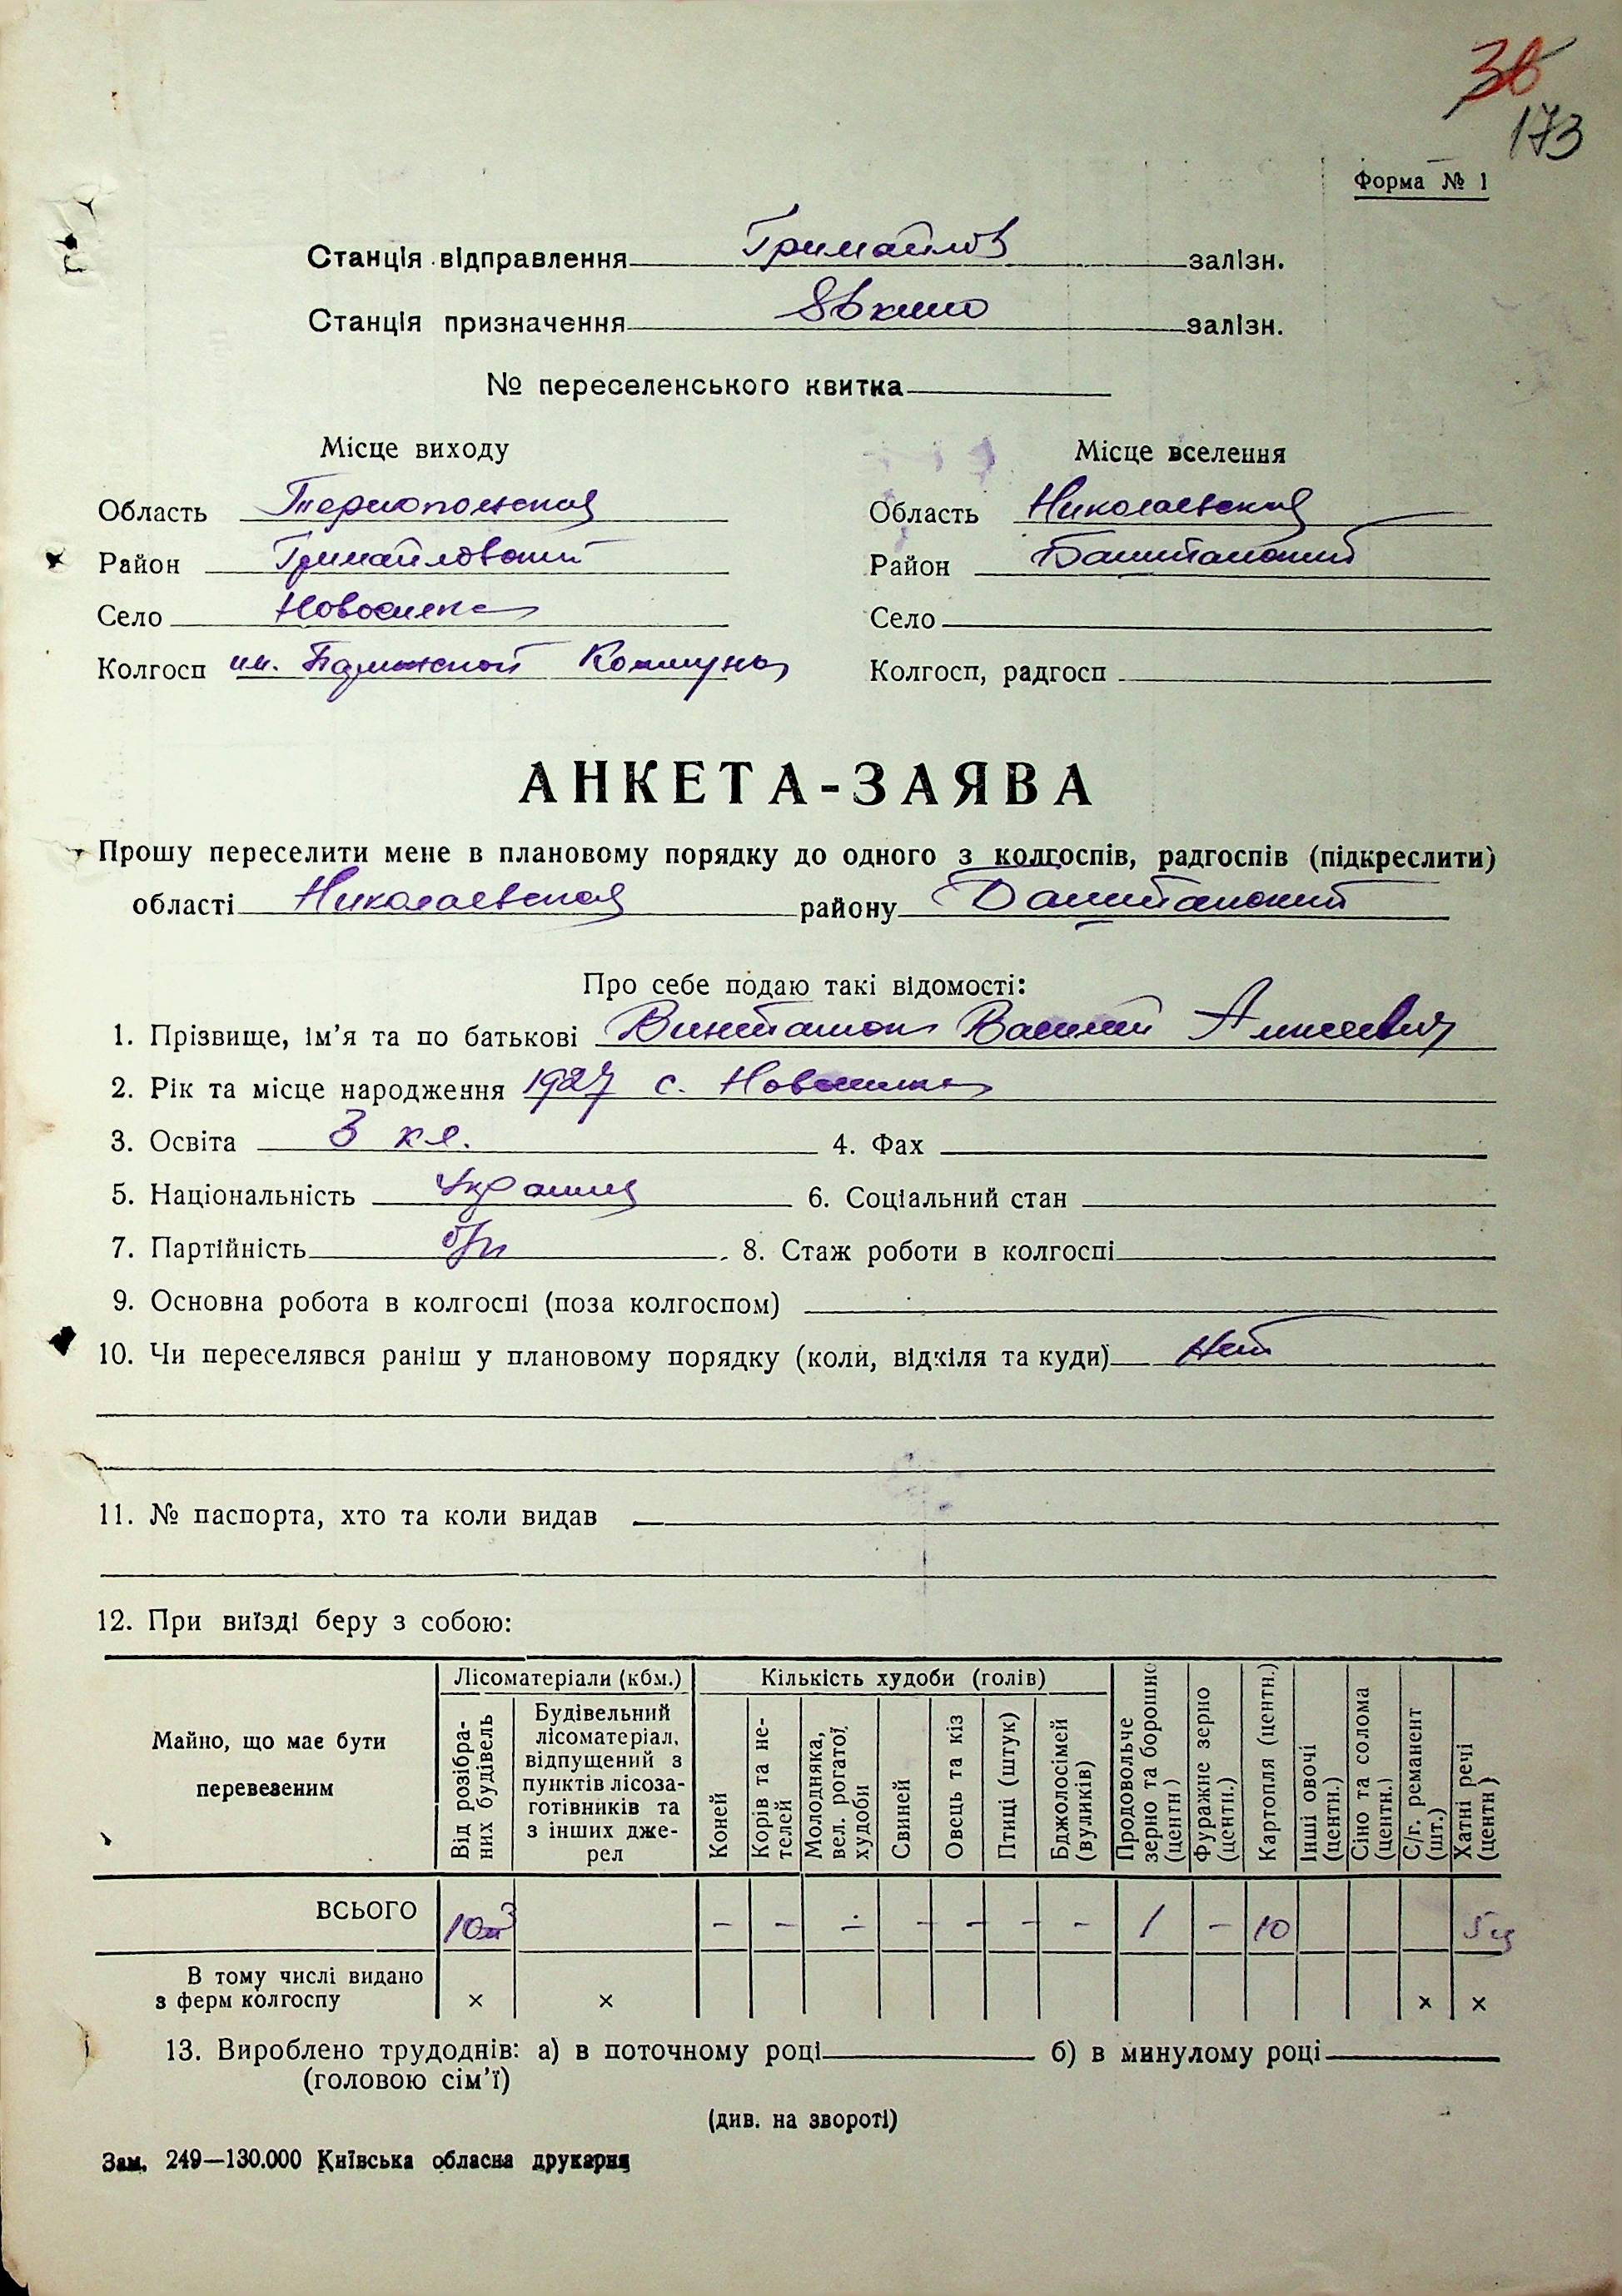 36
173
Форма № 1
Станція відправлення Гримайлов залізн.
Станція призначення Явкино залізн.
№ переселенського квитка
Місце виходу Місце вселення
Область Тернопольская Область Николаевская
Район Гримайловский Район Баштанский
Село Новосилка Село
Колгосп им. Парижской Коммуны Колгосп, радгосп
АНКЕТА-ЗАЯВА
Прошу переселити мене в плановому порядку до одного з колгоспів, радгоспів (підкреслити)
області Николаевская району Баштанский
Про себе подаю такі відомості:
1. Прізвище, ім’я та по батькові Василий
2. Рік та місце народження 1927 с. Новосилка
3. Освіта 3 кл. 4. Фах
5. Національність украинец 6. Соціальний стан
7. Партійність б/п 8. Стаж роботи в колгоспі
9. Основна робота в колгоспі (поза колгоспом)
10. Чи переселявся раніш у плановому порядку (коли, відкіля та куди) Нет
11. № паспорта, хто та коли видав
12. При виїзді беру з собою:
Майно, що має бути перевезеним
Лісоматеріали (кбм.)
Від розібраних будівель
Будівельний лісоматеріал, відпущений з пунктів лісозаготівників та з інших джерел
Кількість худоби (голів)
Коней
Корів та нетелей
Молодняка, вел. рогатої худоби
Свиней
Овець та кіз
Птиці (штук)
Бджолосімей (вуликів)
Продовольче зерно та борошно (центн)
Фуражне зерно (центн.)
Картопля (центн.)
Інші овочі (центн.)
Сіно та солома (центн.)
С/г. реманент (шт.)
Хатні речі (центн)
ВСЬОГО 10м³ - - - - - - - 1 - 10 5ц
В тому числі видано
з ферм колгоспу × × × ×
13. Вироблено трудоднів: а) в поточному році б) в минулому році
(головою сім’ї)
(див. на звороті)
Зам. 249—130.000 Київська обласна друкарня